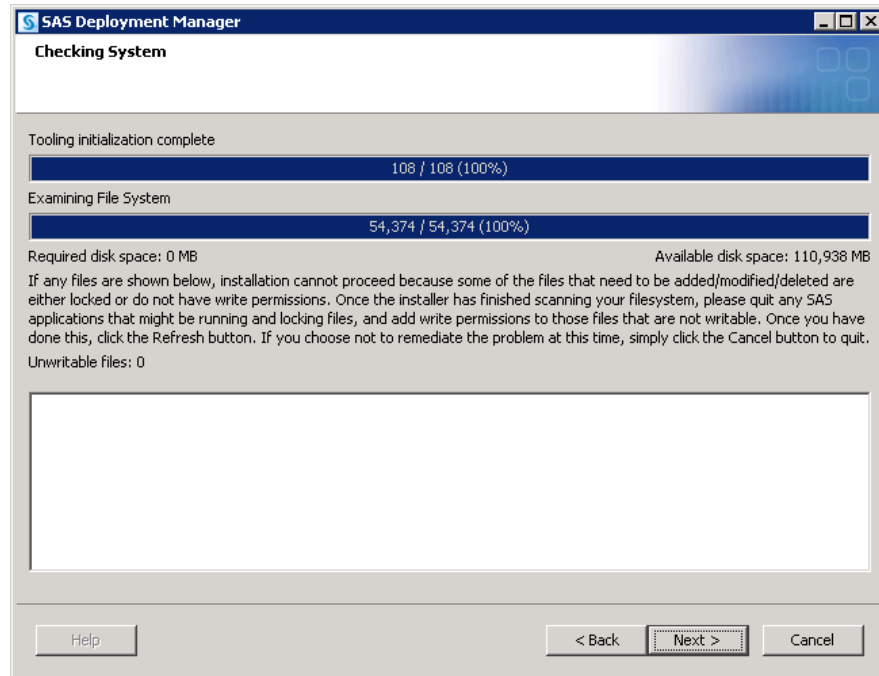 SAS Deployment Manager
Checking System
Tooling initialization complete
108 / 108 (100%)
Examining File System
54,374 / 54,374 (100%)
Required disk space: 0 MB Available disk space: 110,938 MB
If any files are shown below, installation cannot proceed because some of the files that need to be added/modified/deleted are
either locked or do not have write permissions. Once the installer has finished scanning your filesystem, please quit any SAS
applications that might be running and locking files, and add write permissions to those files that are not writable. Once you have
done this, click the Refresh button. If you choose not to remediate the problem at this time, simply click the Cancel button to quit.
Unwritable files: 0
Help < Back Next > Cancel